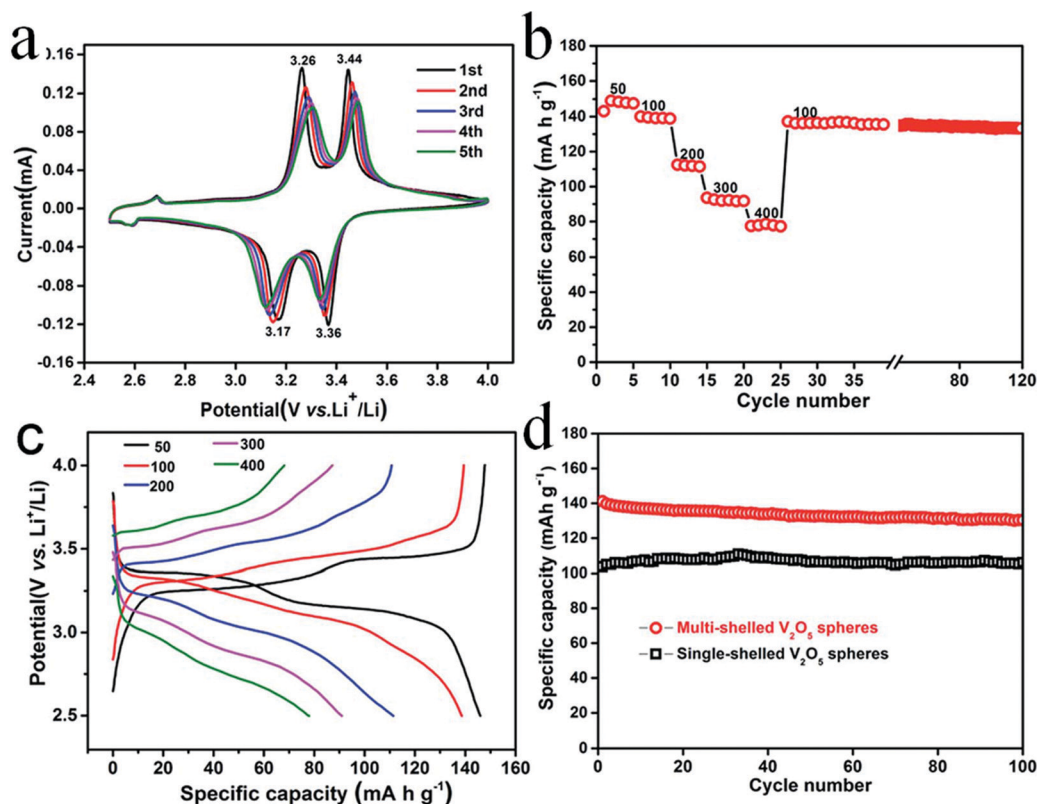 a
0.16
0.12
0.08
0.04
0.00
-0.04
-0.08
-0.12
-0.16
Current(mA)
3.26
3.44
1st
2nd
3rd
4th
5th
3.17
3.36
2.4 2.6 2.8 3.0 3.2 3.4 3.6 3.8 4.0
Potential(V vs.Li⁺/Li)
b
180
160
140
120
100
80
60
40
20
0
Specific capacity (mA h g⁻¹)
50
100
200
300
400
100
0 5 10 15 20 25 30 35 80 120
Cycle number
c
50
100
200
300
400
4.0
3.5
3.0
2.5
Potential(V vs. Li⁺/Li)
0 20 40 60 80 100 120 140 160
Specific capacity (mA h g⁻¹)
d
180
160
140
120
100
80
60
40
20
0
Specific capacity (mAh g⁻¹)
Multi-shelled V₂O₅ spheres
Single-shelled V₂O₅ spheres
0 20 40 60 80 100
Cycle number